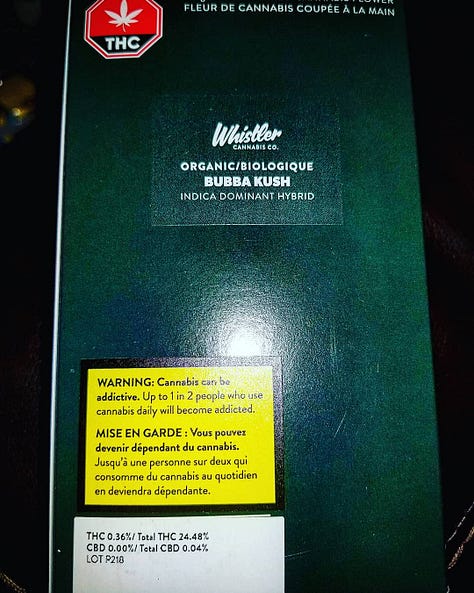 THC
FLOWER
FLEUR DE CANNABIS COUPÉE À LA MAIN
Whistler
CANNABIS CO.
ORGANIC/BIOLOGIQUE
BUBBA KUSH
INDICA DOMINANT HYBRID
WARNING: Cannabis can be
addictive. Up to 1 in 2 people who use
cannabis daily will become addicted.
MISE EN GARDE : Vous pouvez
devenir dépendant du cannabis.
Jusqu'à une personne sur deux qui
consomme du cannabis au quotidien
en deviendra dépendante.
THC 0.36%/ Total THC 24.48%
CBD 0.00%/ Total CBD 0.04%
LOT P218